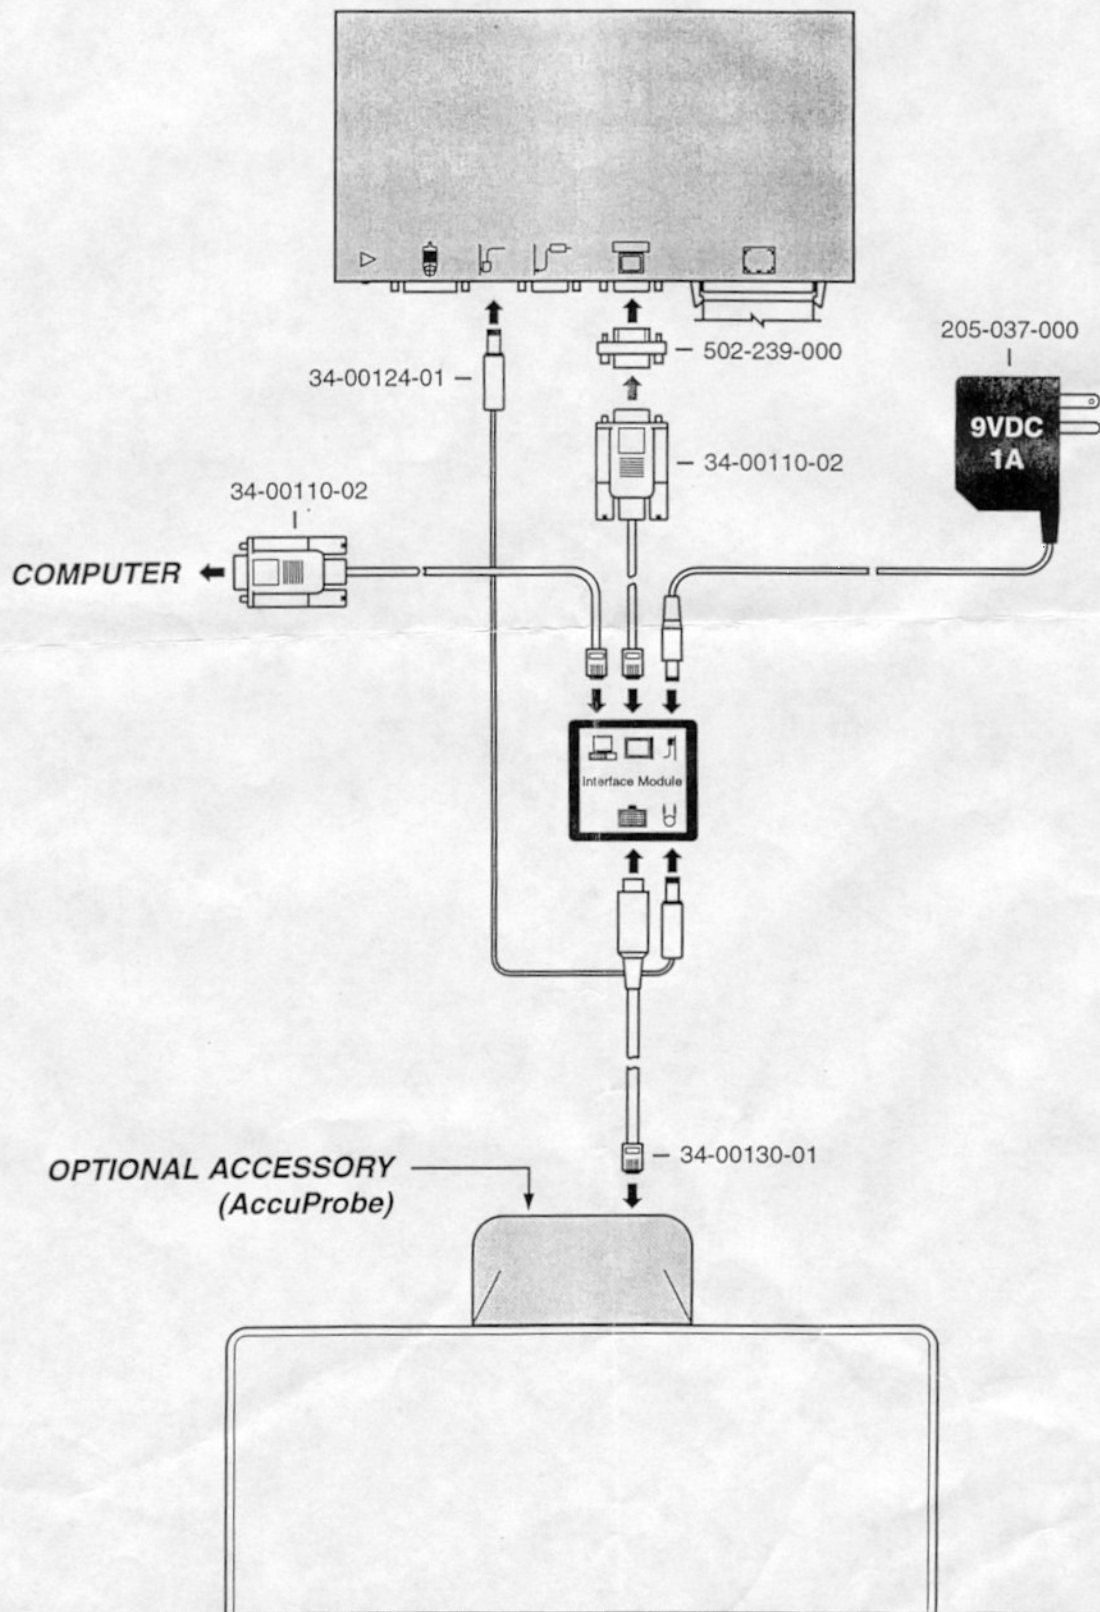 205-037-000
502-239-000
34-00124-01
9VDC
1A
34-00110-02
34-00110-02
COMPUTER
Interface Module
34-00130-01
OPTIONAL ACCESSORY
(AccuProbe)